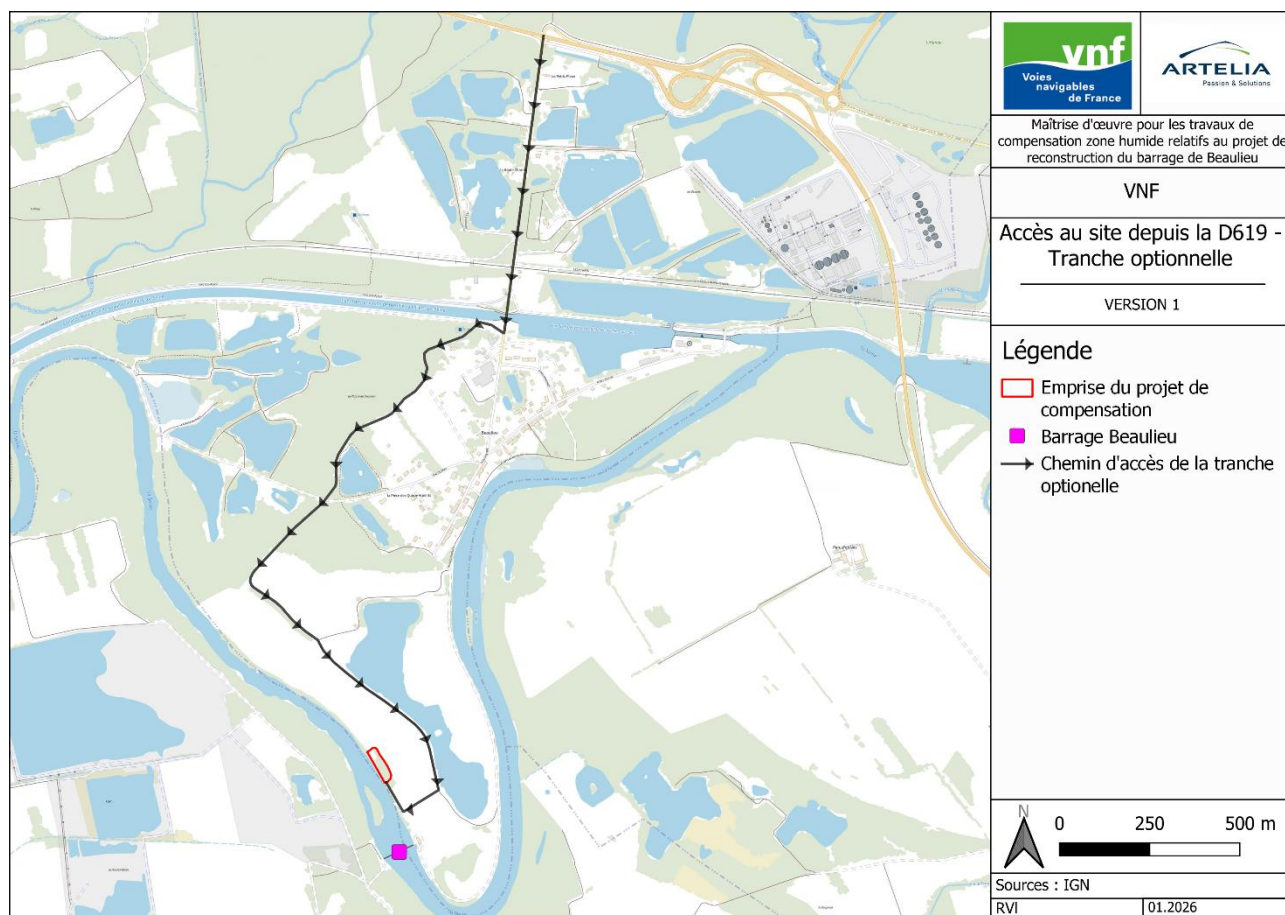 vnf
Voies
navigables
de France
ARTELIA
Passion & Solutions
Maîtrise d'œuvre pour les travaux de
compensation zone humide relatifs au projet de
reconstruction du barrage de Beaulieu
VNF
Accès au site depuis la D619 -
Tranche optionnelle
VERSION 1
Légende
Emprise du projet de
compensation
Barrage Beaulieu
Chemin d'accès de la tranche
optionelle
N
0 250 500 m
Sources : IGN
RVI 01.2026
Beaulieu